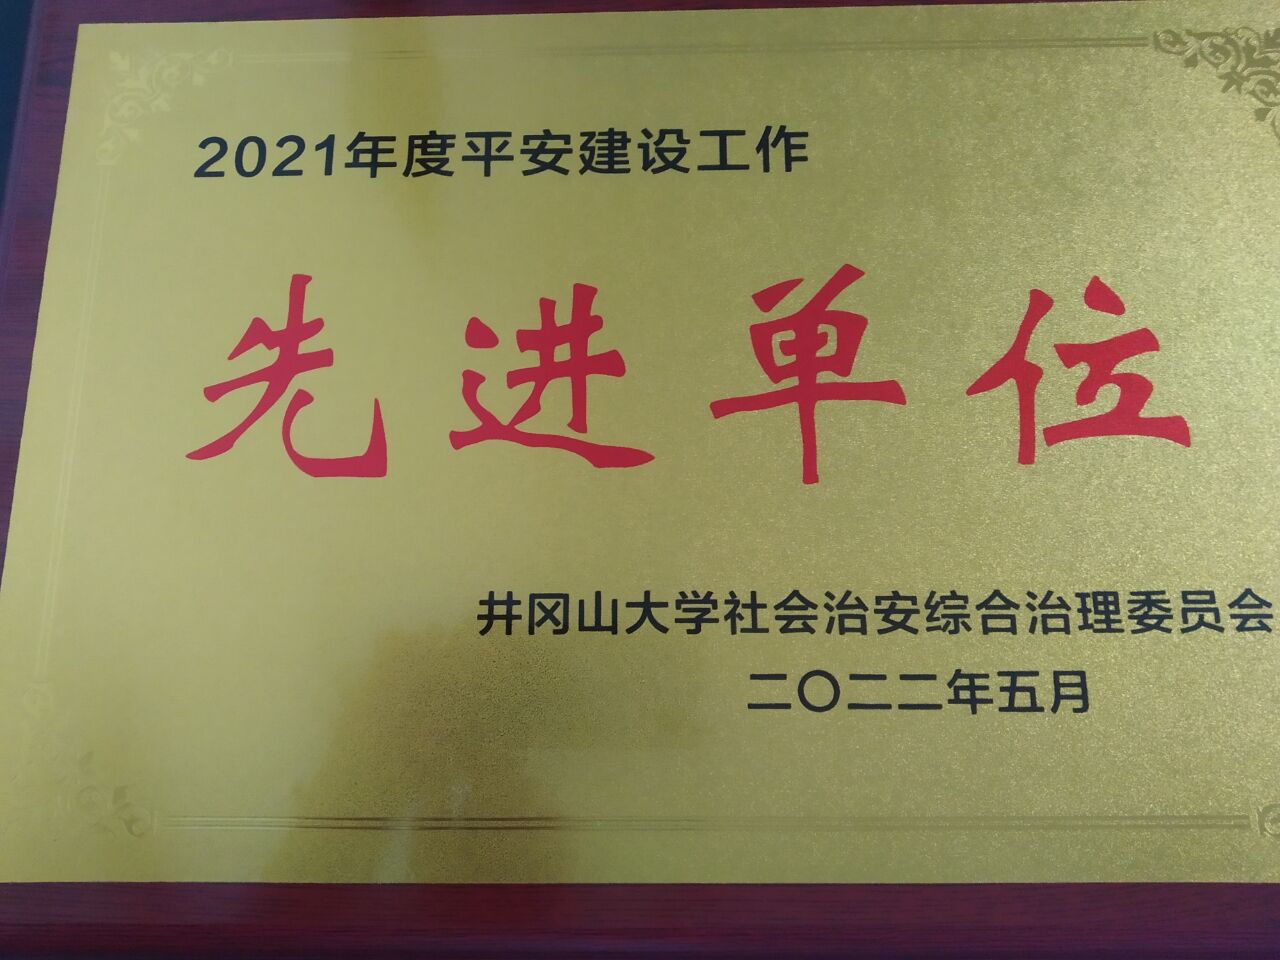 2021年度平安建设工作
先进单位
井冈山大学社会治安综合治理委员会
二〇二二年五月